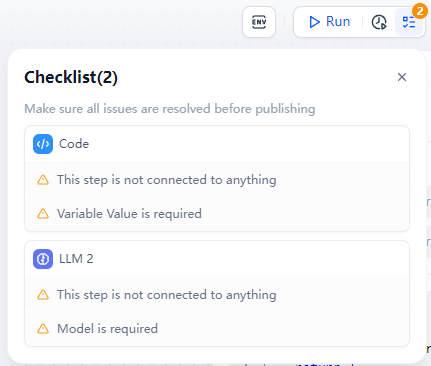 ENV
Run
2
Checklist(2)
Make sure all issues are resolved before publishing
Code
This step is not connected to anything
Variable Value is required
LLM 2
This step is not connected to anything
Model is required